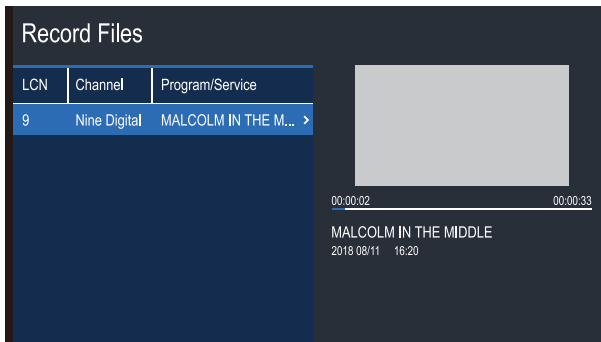 Record Files
LCN Channel Program/Service
9 Nine Digital MALCOLM IN THE M... >
00:00:02 00:00:33
MALCOLM IN THE MIDDLE
2018 08/11 16:20